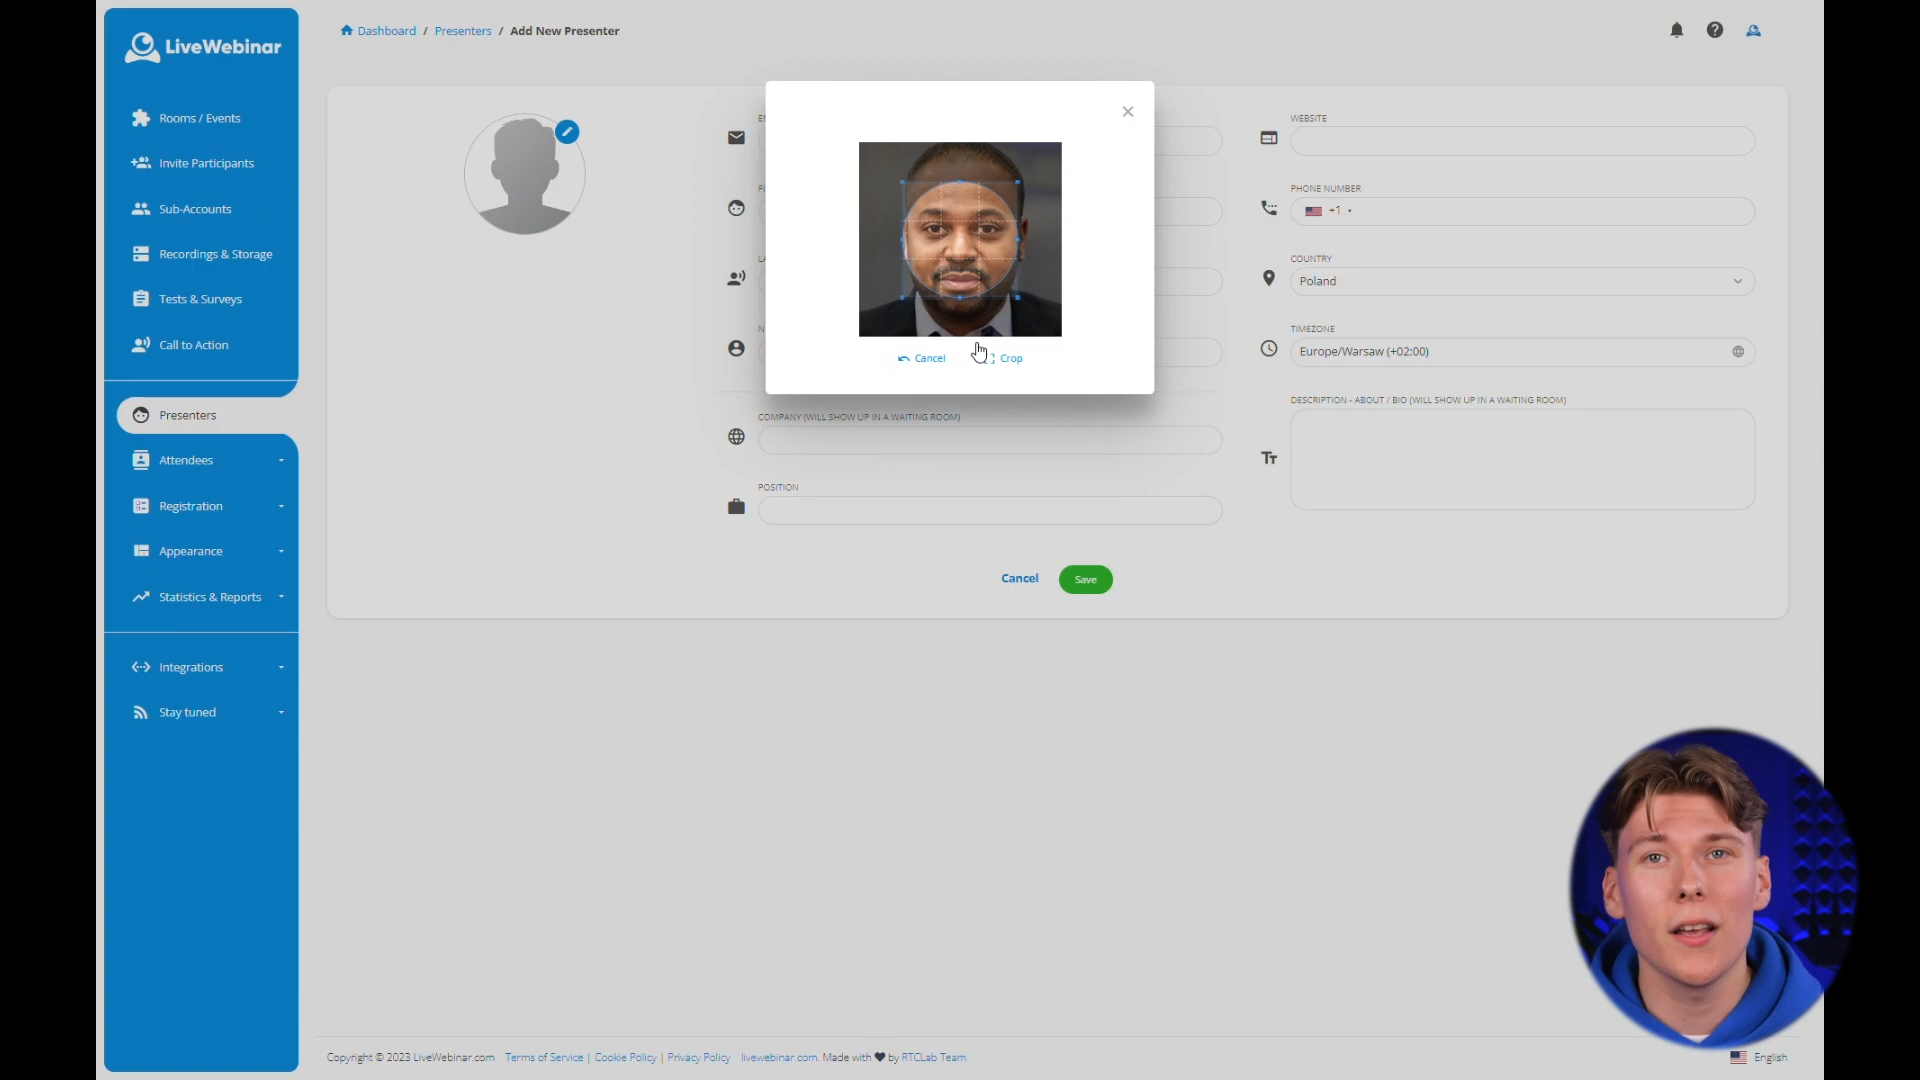 LiveWebinar
Dashboard / Presenters / Add New Presenter
Rooms / Events
Invite Participants
Sub-Accounts
Recordings & Storage
Tests & Surveys
Call to Action
Presenters
Attendees
Registration
Appearance
Statistics & Reports
Integrations
Stay tuned
Cancel
Crop
COMPANY (WILL SHOW UP IN A WAITING ROOM)
POSITION
WEBSITE
PHONE NUMBER
+1
COUNTRY
Poland
TIMEZONE
Europe/Warsaw (+02:00)
DESCRIPTION - ABOUT / BIO (WILL SHOW UP IN A WAITING ROOM)
Tт
Cancel
Save
Copyright © 2023 LiveWebinar.com Terms of Service | Cookie Policy | Privacy Policy livewebinar.com. Made with ♥ by RTCLab Team
English